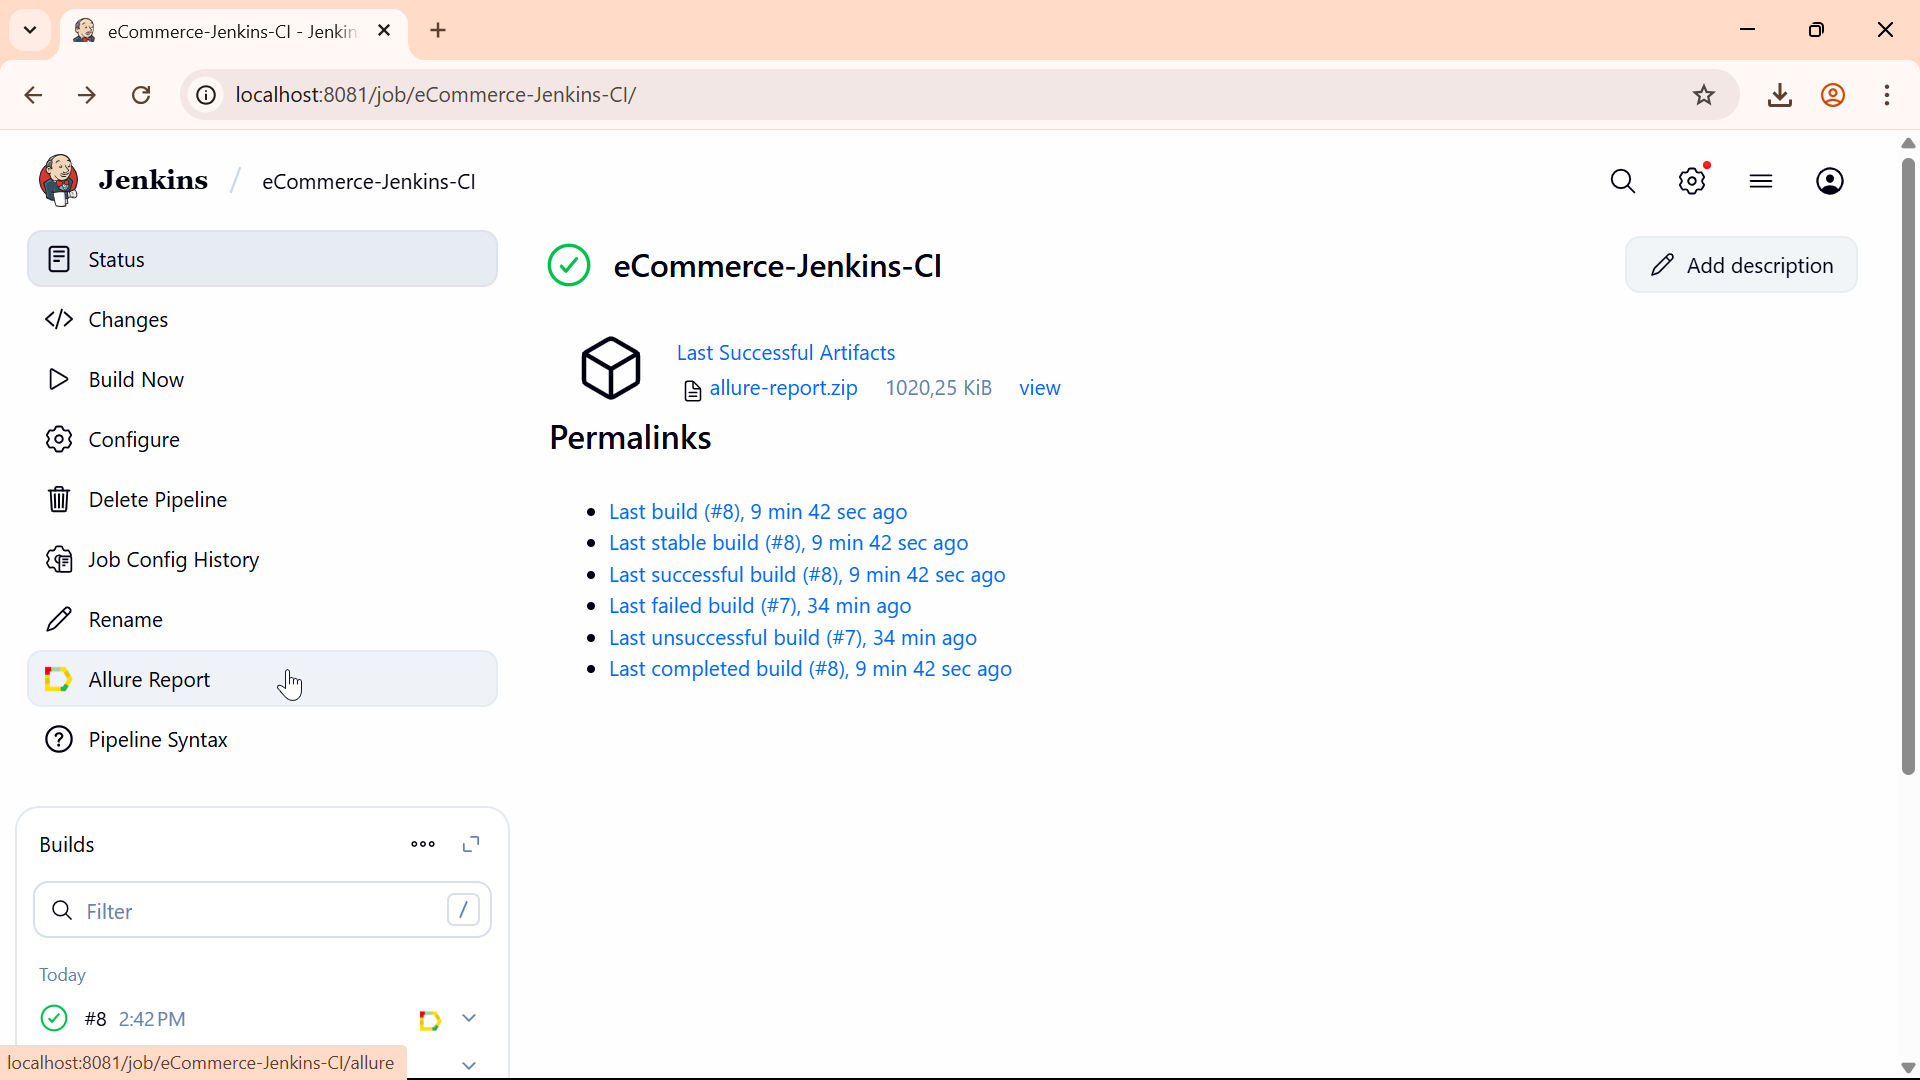 eCommerce-Jenkins-CI - Jenkin
localhost:8081/job/eCommerce-Jenkins-CI/
Jenkins / eCommerce-Jenkins-CI
Status
Changes
Build Now
Configure
Delete Pipeline
Job Config History
Rename
Allure Report
Pipeline Syntax
eCommerce-Jenkins-CI
Add description
Last Successful Artifacts
allure-report.zip 1020,25 KiB view
Permalinks
Last build (#8), 9 min 42 sec ago
Last stable build (#8), 9 min 42 sec ago
Last successful build (#8), 9 min 42 sec ago
Last failed build (#7), 34 min ago
Last unsuccessful build (#7), 34 min ago
Last completed build (#8), 9 min 42 sec ago
Builds
Filter /
Today
#8 2:42 PM
localhost:8081/job/eCommerce-Jenkins-CI/allure